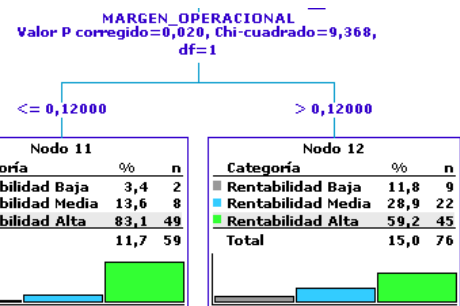 MARGEN_OPERACIONAL
Valor P corregido=0,020, Chi-cuadrado=9,368,
df=1
<= 0,12000
> 0,12000
Nodo 11
oría % n
bilidad Baja 3,4 2
bilidad Media 13,6 8
bilidad Alta 83,1 49
11,7 59
Nodo 12
Categoría % n
Rentabilidad Baja 11,8 9
Rentabilidad Media 28,9 22
Rentabilidad Alta 59,2 45
Total 15,0 76